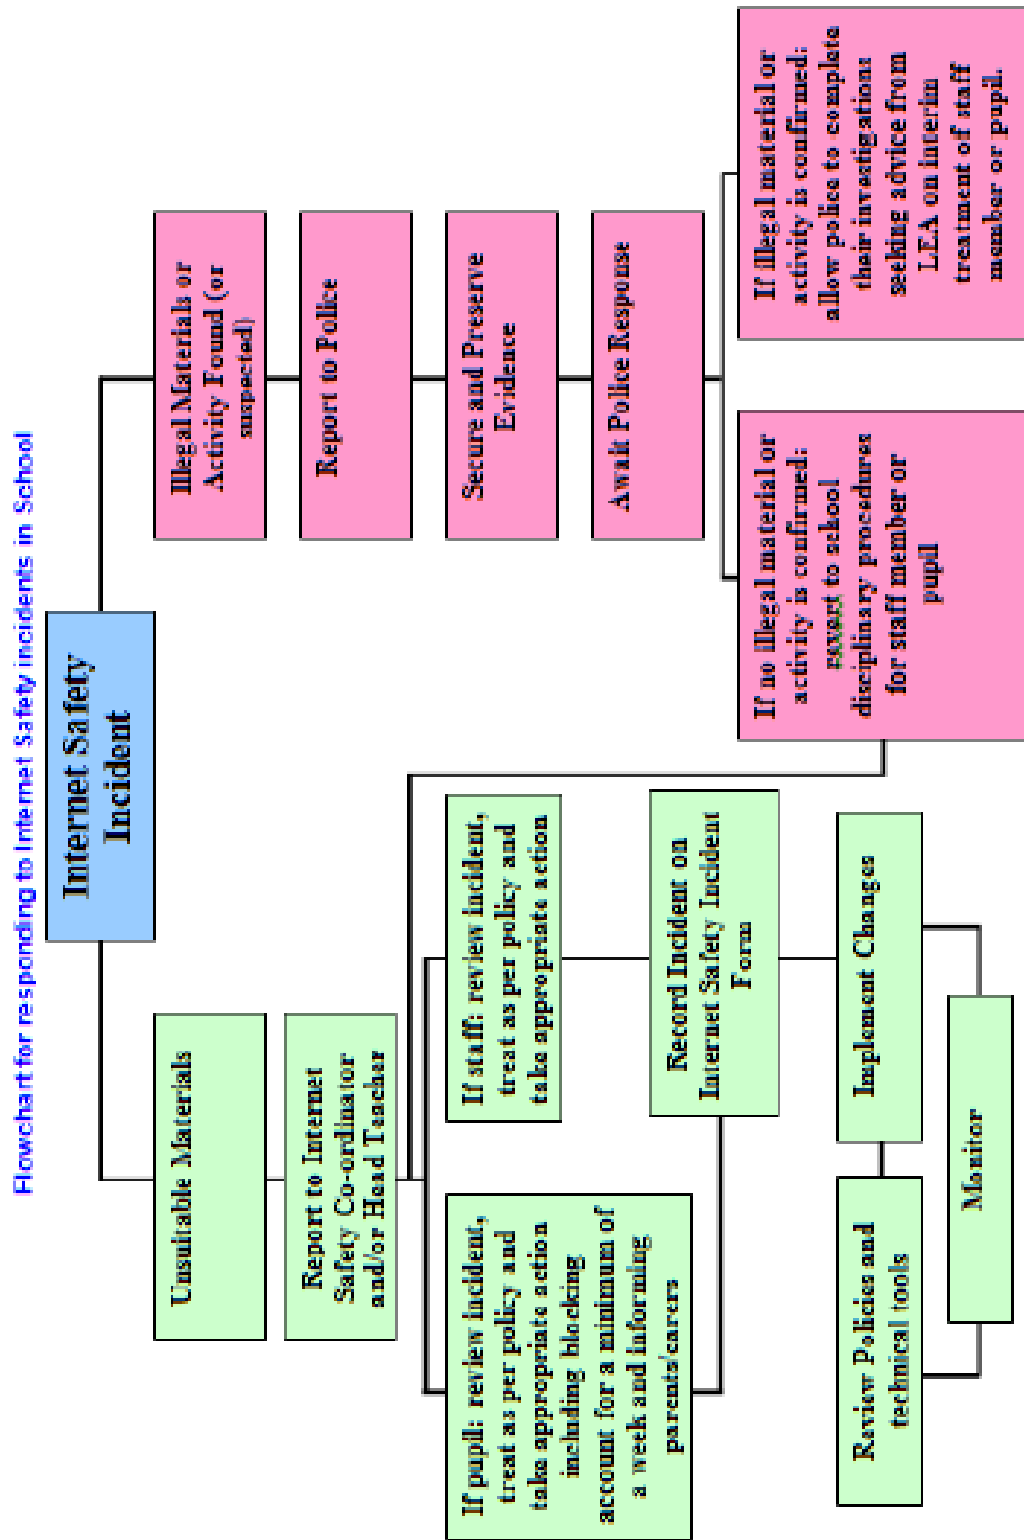 Flowchart for responding to Internet Safety incidents in School
Internet Safety
Incident
Unsuitable Materials
Report to Internet
Safety Co-ordinator
and/or Head Teacher
If pupil: review incident,
treat as per policy and
take appropriate action
including blocking
account for a minimum of
a week and informing
parents/carers
If staff: review incident,
treat as per policy and
take appropriate action
Record Incident on
Internet Safety Incident
Form
Review Policies and
technical tools
Implement Changes
Monitor
Illegal Materials or
Activity Found (or
suspected)
Report to Police
Secure and Preserve
Evidence
Await Police Response
If no illegal material or
activity is confirmed:
revert to school
disciplinary procedures
for staff member or
pupil
If illegal material or
activity is confirmed:
allow police to complete
their investigations
seeking advice from
LEA on interim
treatment of staff
member or pupil.